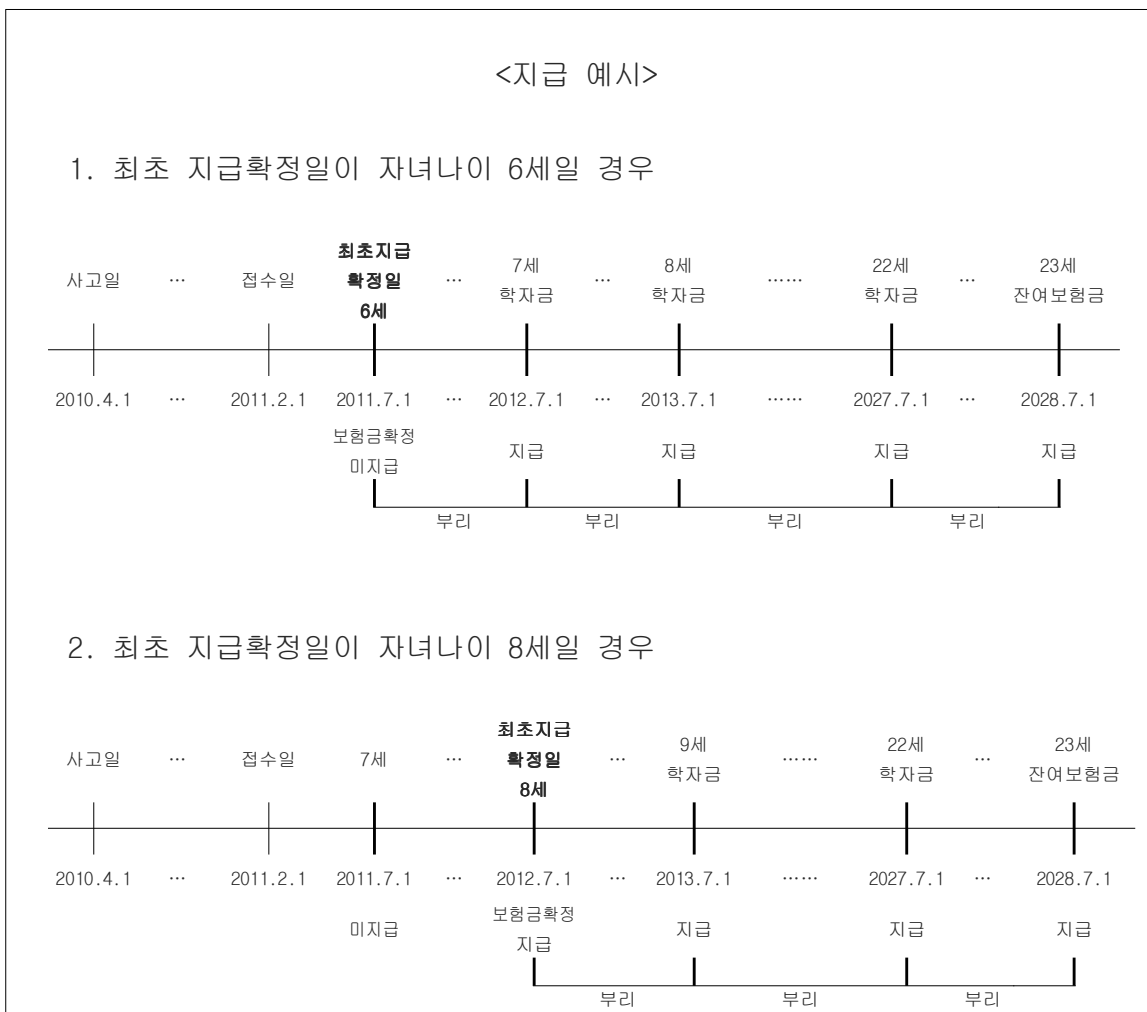 <지급 예시>
1. 최초 지급확정일이 자녀나이 6세일 경우
사고일 … 접수일 최초지급 확정일 6세 … 7세 학자금 … 8세 학자금 …… 22세 학자금 … 23세 잔여보험금
2010.4.1 … 2011.2.1 2011.7.1 … 2012.7.1 … 2013.7.1 …… 2027.7.1 … 2028.7.1
보험금확정 미지급 지급 지급 지급 지급
부리 부리 부리 부리
2. 최초 지급확정일이 자녀나이 8세일 경우
사고일 … 접수일 7세 … 최초지급 확정일 8세 … 9세 학자금 …… 22세 학자금 … 23세 잔여보험금
2010.4.1 … 2011.2.1 2011.7.1 … 2012.7.1 … 2013.7.1 …… 2027.7.1 … 2028.7.1
미지급 보험금확정 지급 지급 지급 지급
부리 부리 부리